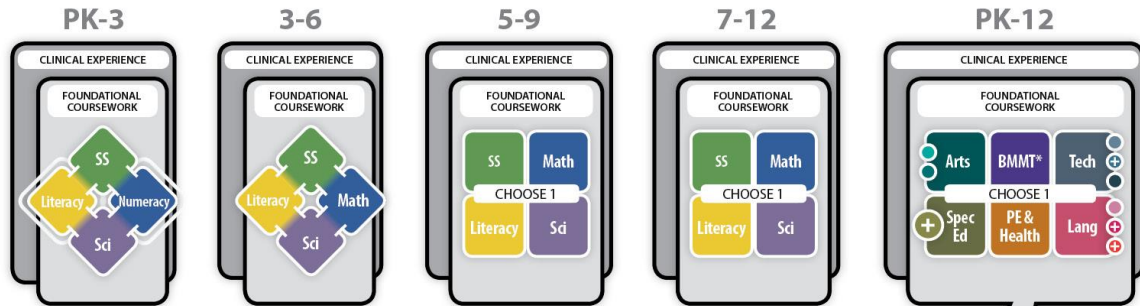 PK-3
CLINICAL EXPERIENCE
FOUNDATIONAL
COURSEWORK
SS
Literacy
Numeracy
Sci
3-6
CLINICAL EXPERIENCE
FOUNDATIONAL
COURSEWORK
SS
Literacy
Math
Sci
5-9
CLINICAL EXPERIENCE
FOUNDATIONAL
COURSEWORK
SS
Math
CHOOSE 1
Literacy
Sci
7-12
CLINICAL EXPERIENCE
FOUNDATIONAL
COURSEWORK
SS
Math
CHOOSE 1
Literacy
Sci
PK-12
CLINICAL EXPERIENCE
FOUNDATIONAL
COURSEWORK
Arts
BMMT*
Tech
+
CHOOSE 1
+
Spec
Ed
PE &
Health
Lang
+
+